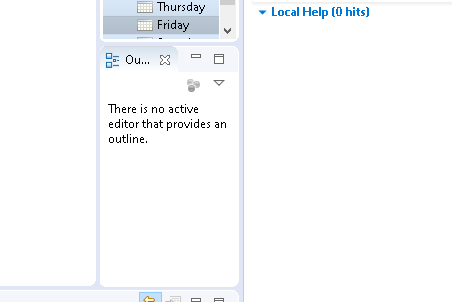 Thursday
Friday
Local Help (0 hits)
Ou...
There is no active
editor that provides an
outline.